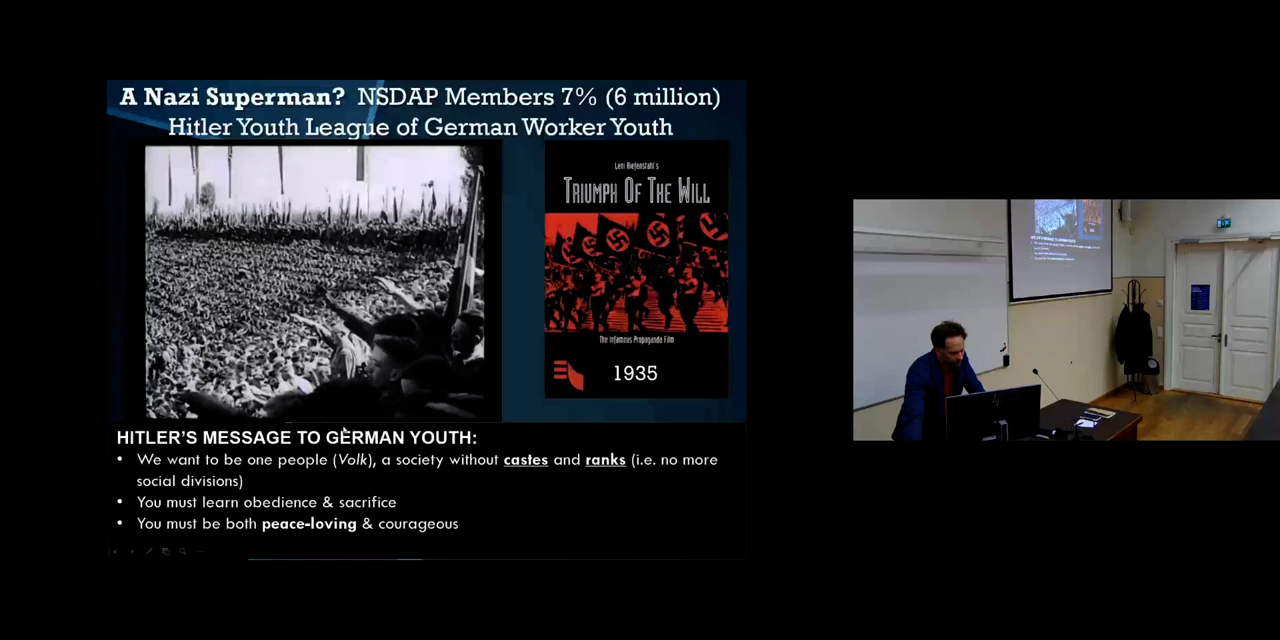 A Nazi Superman? NSDAP Members 7% (6 million)
Hitler Youth League of German Worker Youth
Leni Riefenstahl's
TRIUMPH OF THE WILL
The Infamous Propaganda Film
1935
HITLER'S MESSAGE TO GERMAN YOUTH:
• We want to be one people (Volk), a society without castes and ranks (i.e. no more
social divisions)
• You must learn obedience & sacrifice
• You must be both peace-loving & courageous